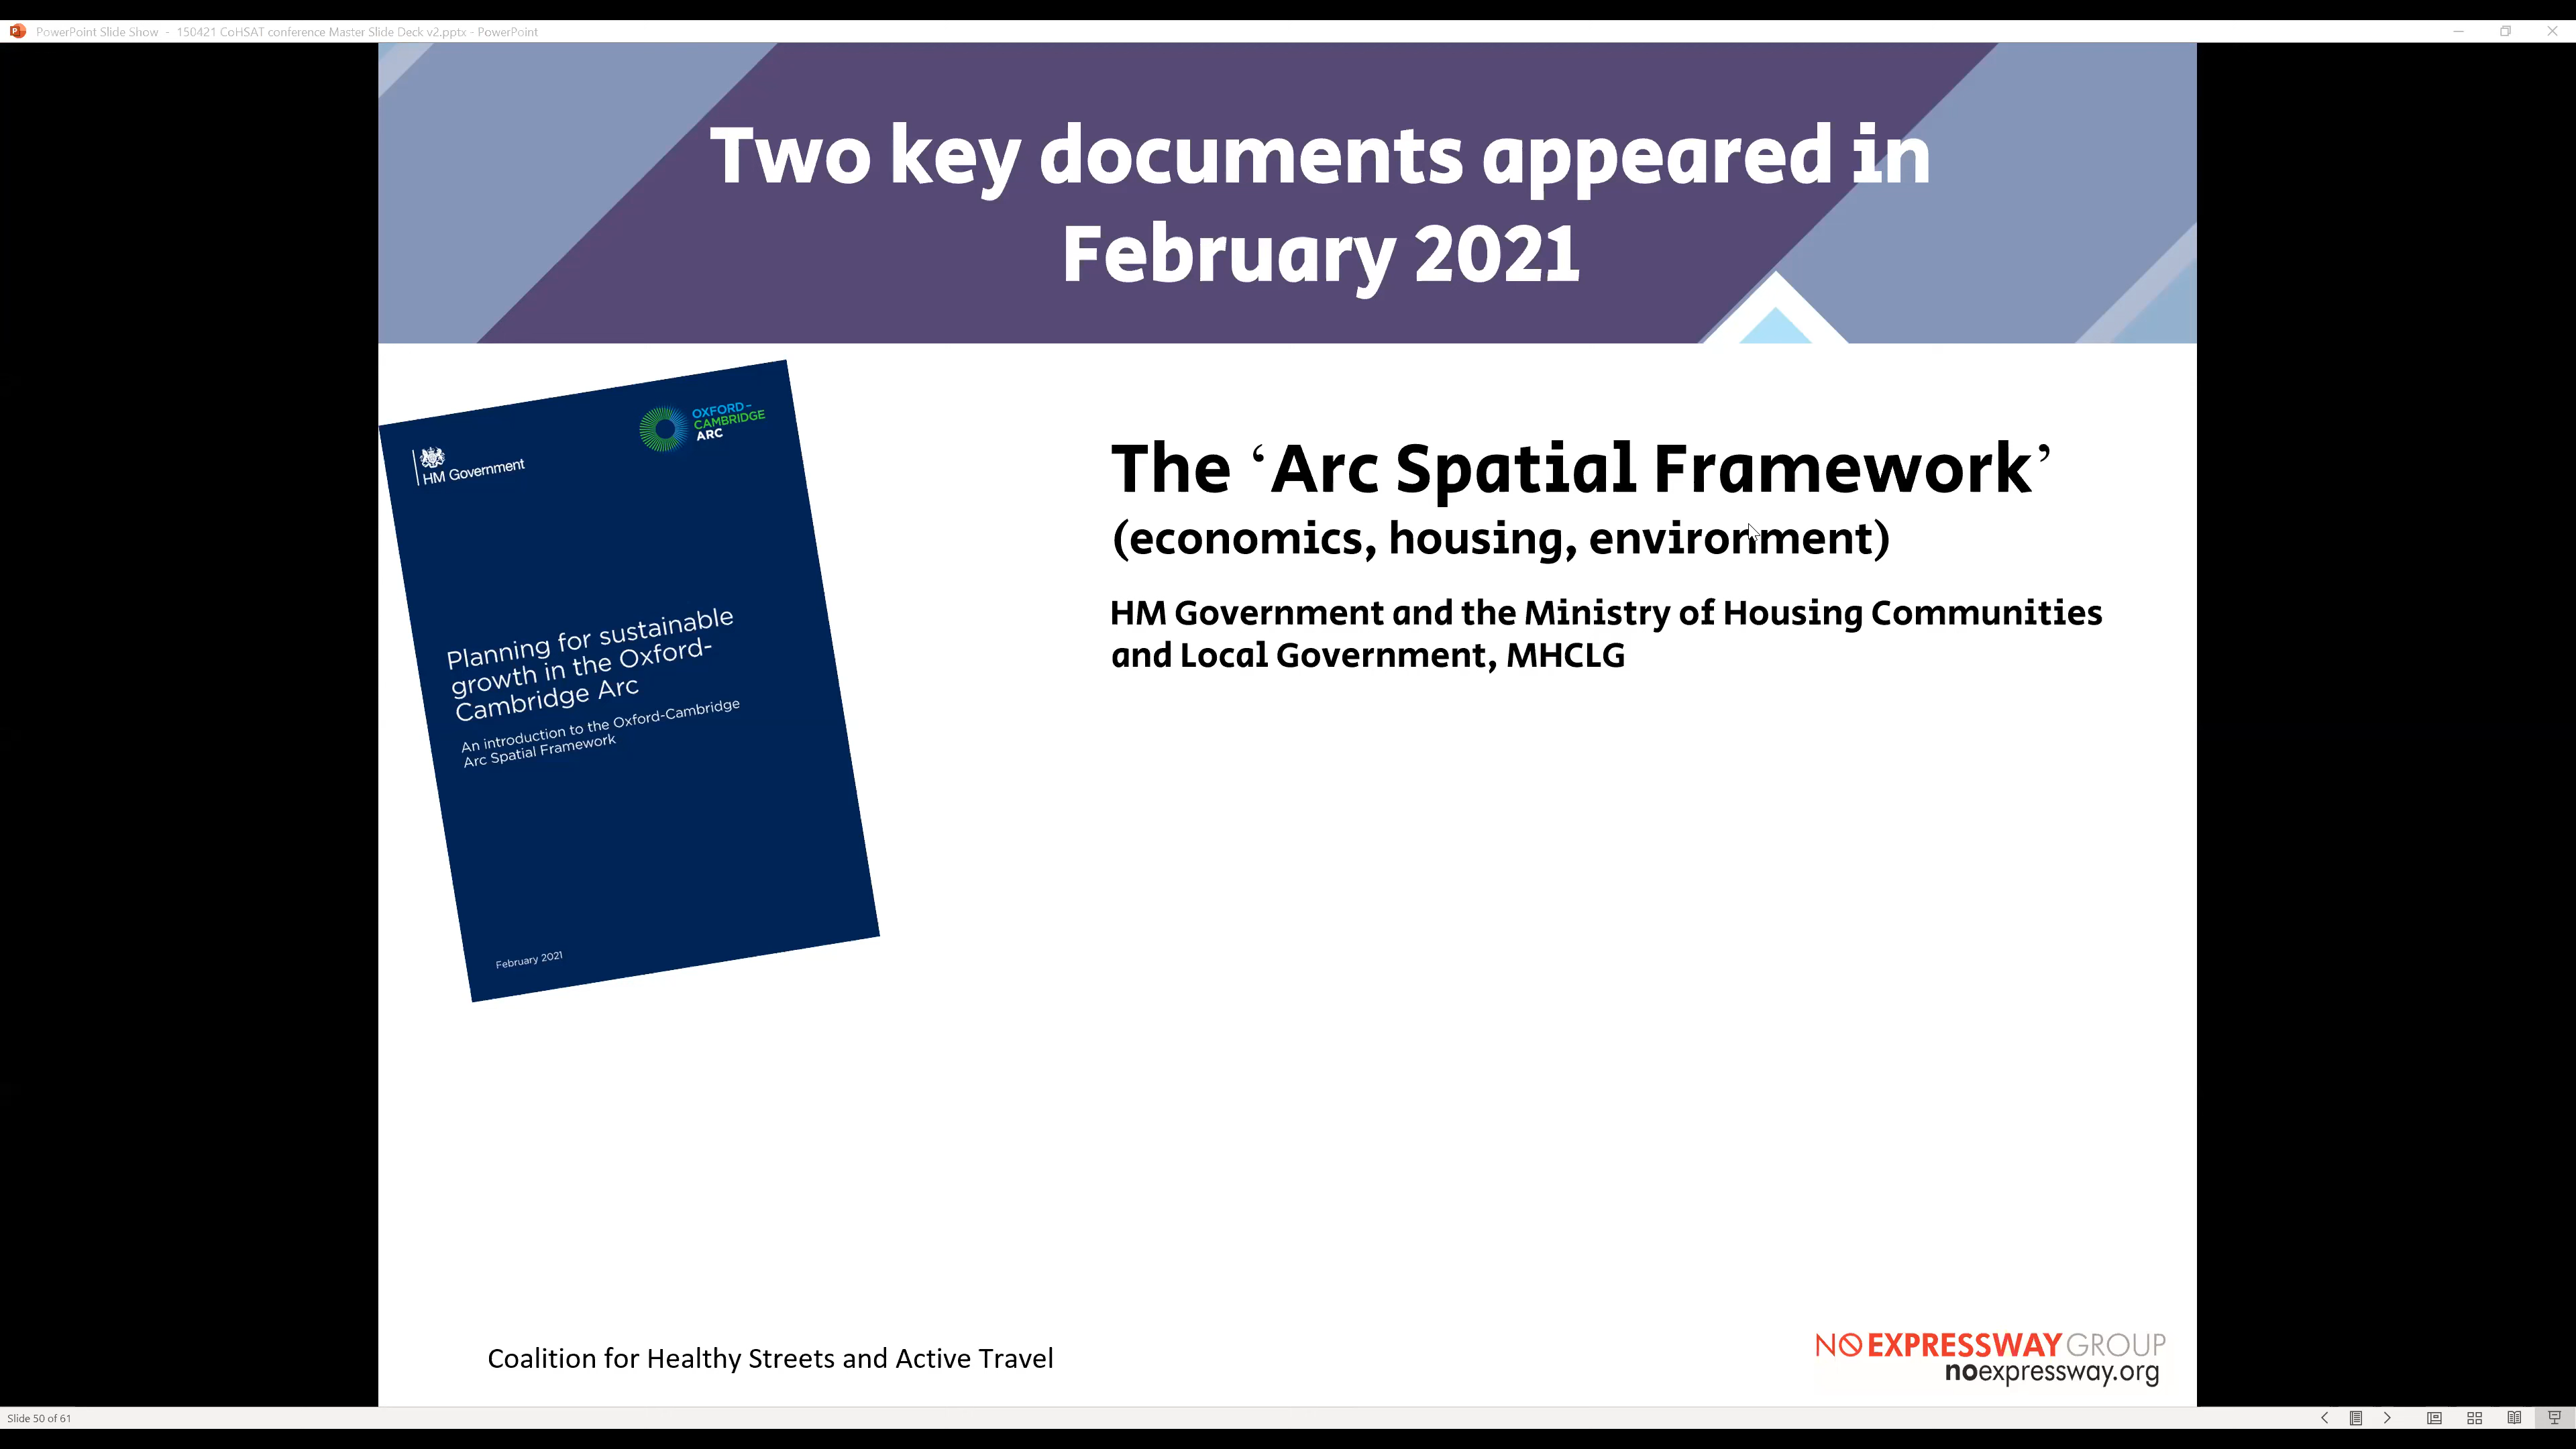 PowerPoint Slide Show - 150421 CoHSAT conference Master Slide Deck v2.pptx - PowerPoint
Two key documents appeared in
February 2021
OXFORD–
CAMBRIDGE
ARC
HM Government
Planning for sustainable
growth in the Oxford-
Cambridge Arc
An introduction to the Oxford-Cambridge
Arc Spatial Framework
February 2021
The ‘Arc Spatial Framework’
(economics, housing, environment)
HM Government and the Ministry of Housing Communities
and Local Government, MHCLG
Coalition for Healthy Streets and Active Travel
NO EXPRESSWAY GROUP
noexpressway.org
Slide 50 of 61